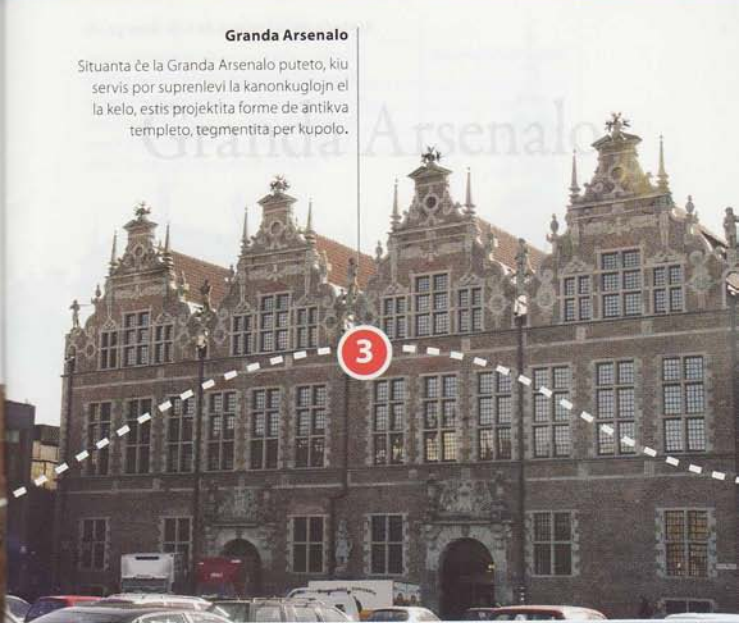 Granda Arsenalo
Situanta ĉe la Granda Arsenalo puteto, kiu
servis por suprenlevi la kanonkuglojn el
la kelo, estis projektita forme de antikva
templeto, tegmentita per kupolo.
Granda Arsenalo
3